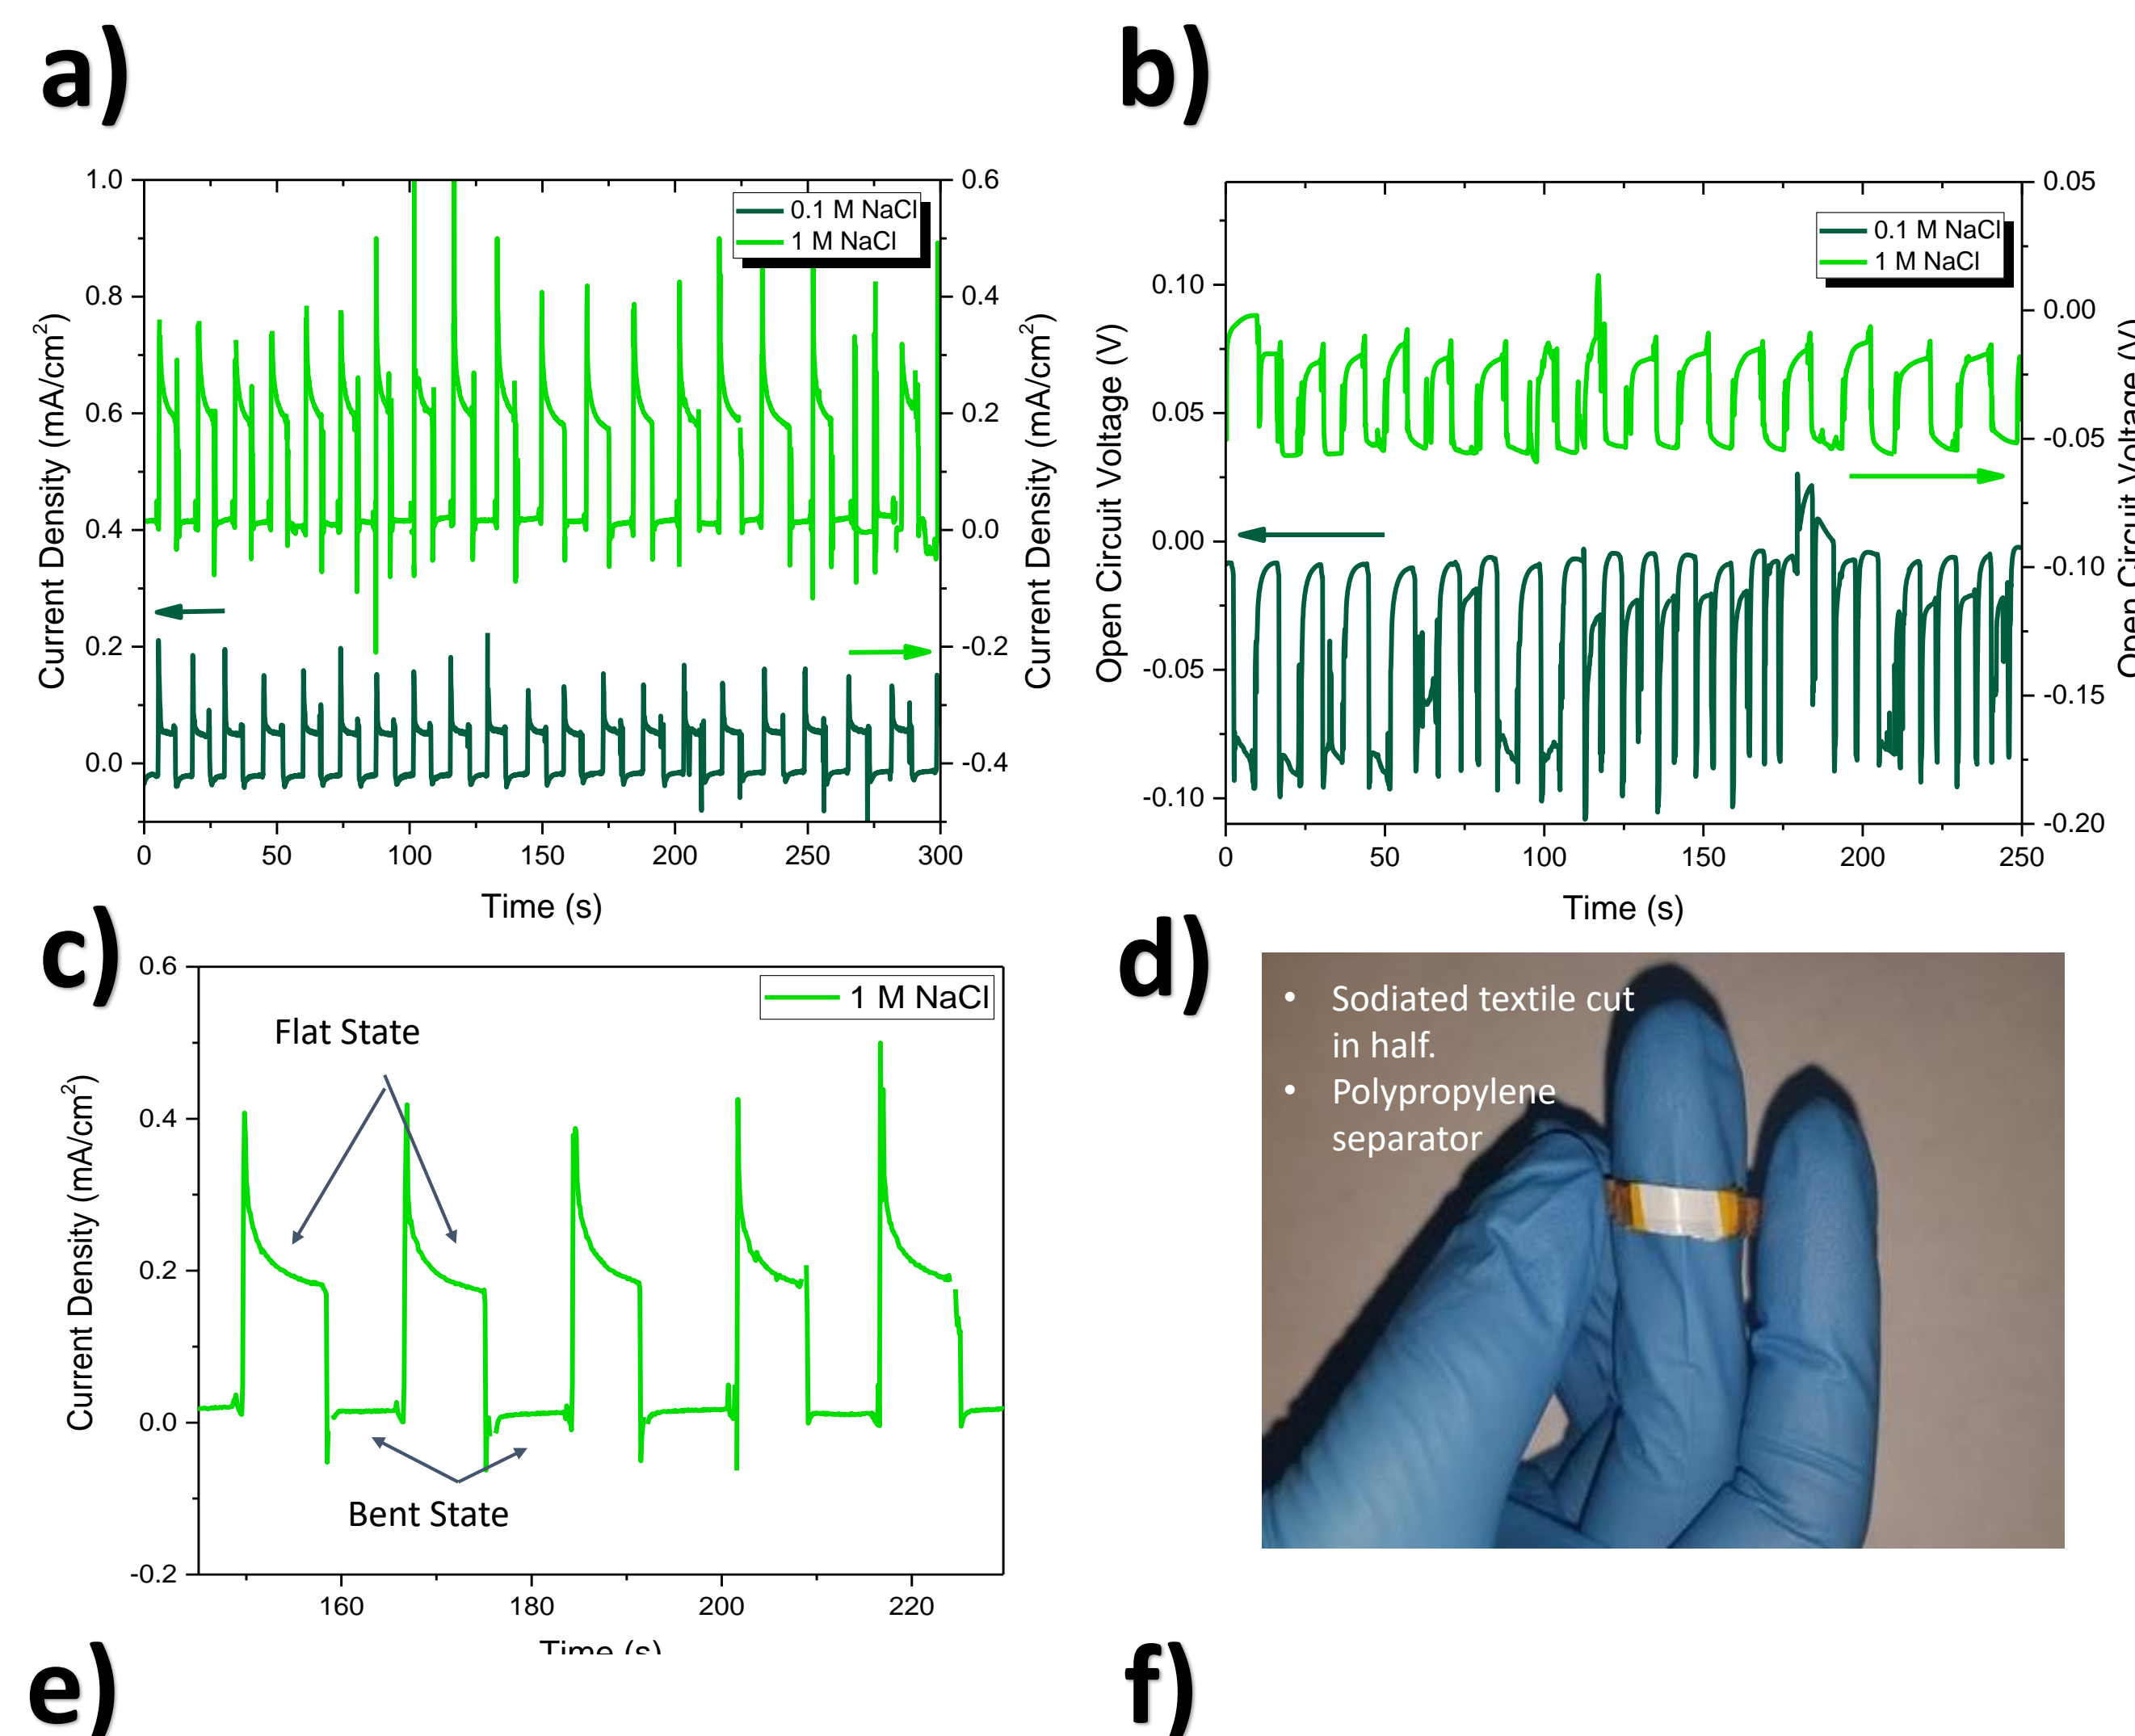 a)
1.0
0.8
0.6
0.4
0.2
0.0
Current Density (mA/cm²)
0.1 M NaCl
1 M NaCl
0.6
0.4
0.2
0.0
-0.2
-0.4
Current Density (mA/cm²)
0
50
100
150
200
250
300
Time (s)
b)
0.10
0.05
0.00
-0.05
-0.10
Open Circuit Voltage (V)
0.1 M NaCl
1 M NaCl
0.05
0.00
-0.05
-0.10
-0.15
-0.20
Open Circuit Voltage (V)
0
50
100
150
200
250
Time (s)
c)
0.6
0.4
0.2
0.0
-0.2
Current Density (mA/cm²)
1 M NaCl
Flat State
Bent State
160
180
200
220
Time (s)
d)
• Sodiated textile cut
in half.
• Polypropylene
separator
e)
f)